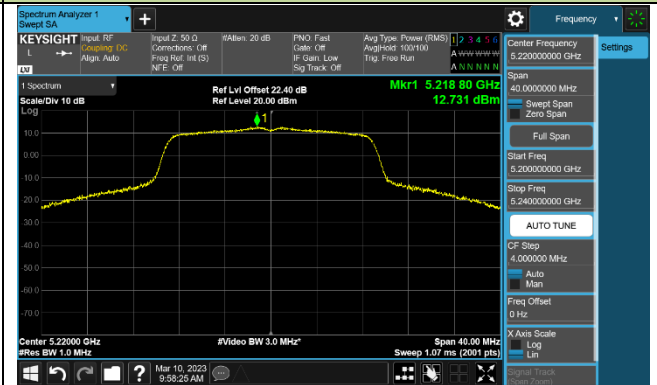 Spectrum Analyzer 1
Swept SA
+
Frequency
KEYSIGHT
L
Input: RF
Coupling: DC
Align: Auto
Input Z: 50 Ω
Corrections: Off
Freq Ref: Int (S)
NFE: Off
#Atten: 20 dB
PNO: Fast
Gate: Off
IF Gain: Low
Sig Track: Off
Avg Type: Power (RMS)
Avg|Hold: 100/100
Trig: Free Run
1 2 3 4 5 6
A W W W W W
A N N N N N
LXI
1 Spectrum
Scale/Div 10 dB
Log
Ref Lvl Offset 22.40 dB
Ref Level 20.00 dBm
Mkr1 5.218 80 GHz
12.731 dBm
1
10.0
0.00
-10.0
-20.0
-30.0
-40.0
-50.0
-60.0
-70.0
Center 5.22000 GHz
#Res BW 1.0 MHz
#Video BW 3.0 MHz*
Span 40.00 MHz
Sweep 1.07 ms (2001 pts)
Center Frequency
5.220000000 GHz
Settings
Span
40.0000000 MHz
Swept Span
Zero Span
Full Span
Start Freq
5.200000000 GHz
Stop Freq
5.240000000 GHz
AUTO TUNE
CF Step
4.000000 MHz
Auto
Man
Freq Offset
0 Hz
X Axis Scale
Log
Lin
Signal Track
(Span Zoom)
?
Mar 10, 2023
9:58:25 AM